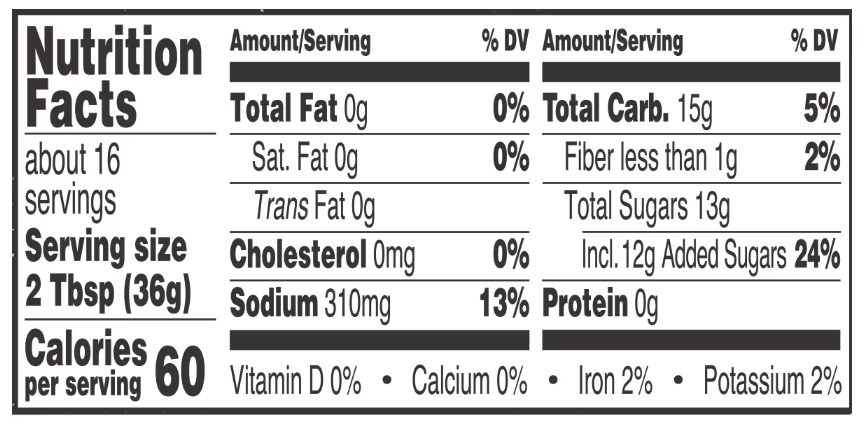 Nutrition
Facts
about 16
servings
Serving size
2 Tbsp (36g)
Calories
per serving 60
Amount/Serving % DV
Total Fat 0g 0%
Sat. Fat 0g 0%
Trans Fat 0g
Cholesterol 0mg 0%
Sodium 310mg 13%
Amount/Serving % DV
Total Carb. 15g 5%
Fiber less than 1g 2%
Total Sugars 13g
Incl. 12g Added Sugars 24%
Protein 0g
Vitamin D 0% • Calcium 0% • Iron 2% • Potassium 2%